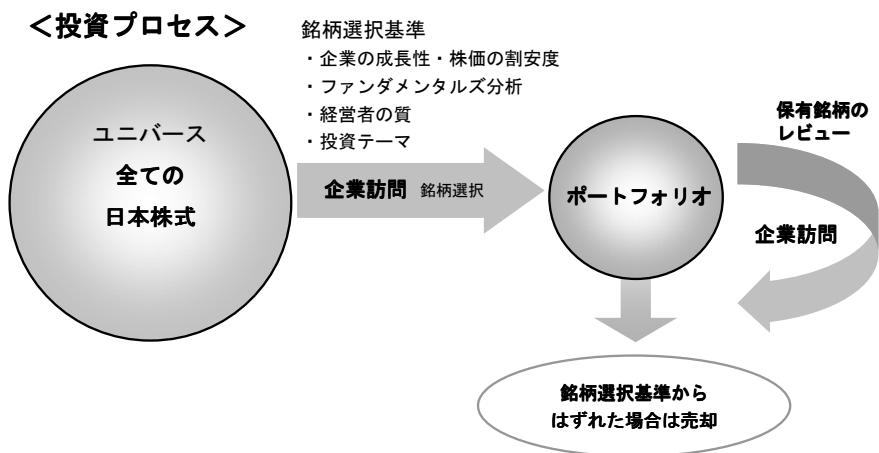 ＜投資プロセス＞
銘柄選択基準
・企業の成長性・株価の割安度
・ファンダメンタルズ分析
・経営者の質
・投資テーマ
ユニバース
全ての
日本株式
企業訪問 銘柄選択
ポートフォリオ
保有銘柄の
レビュー
企業訪問
銘柄選択基準から
はずれた場合は売却